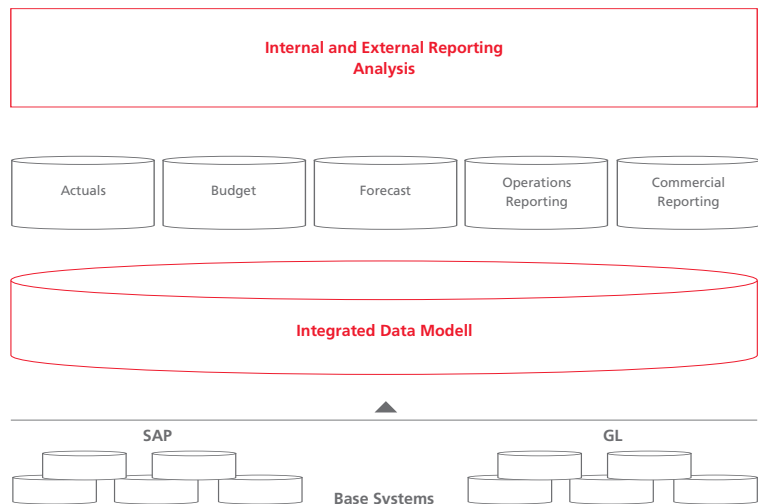 Internal and External Reporting
Analysis
Actuals
Budget
Forecast
Operations
Reporting
Commercial
Reporting
Integrated Data Modell
SAP
GL
Base Systems